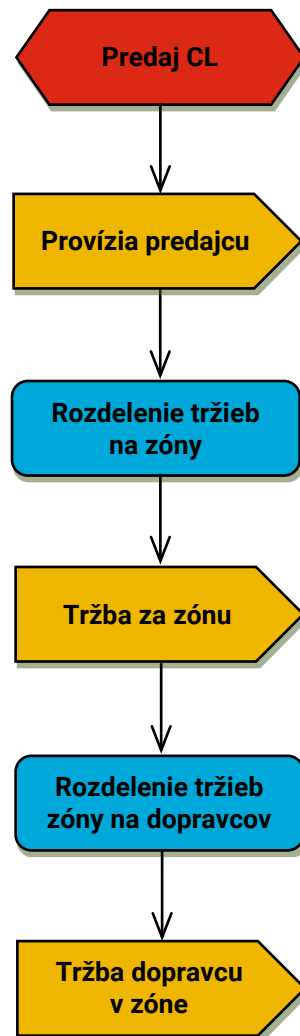 Predaj CL
Provízia predajcu
Rozdelenie tržieb
na zóny
Tržba za zónu
Rozdelenie tržieb
zóny na dopravcov
Tržba dopravcu
v zóne